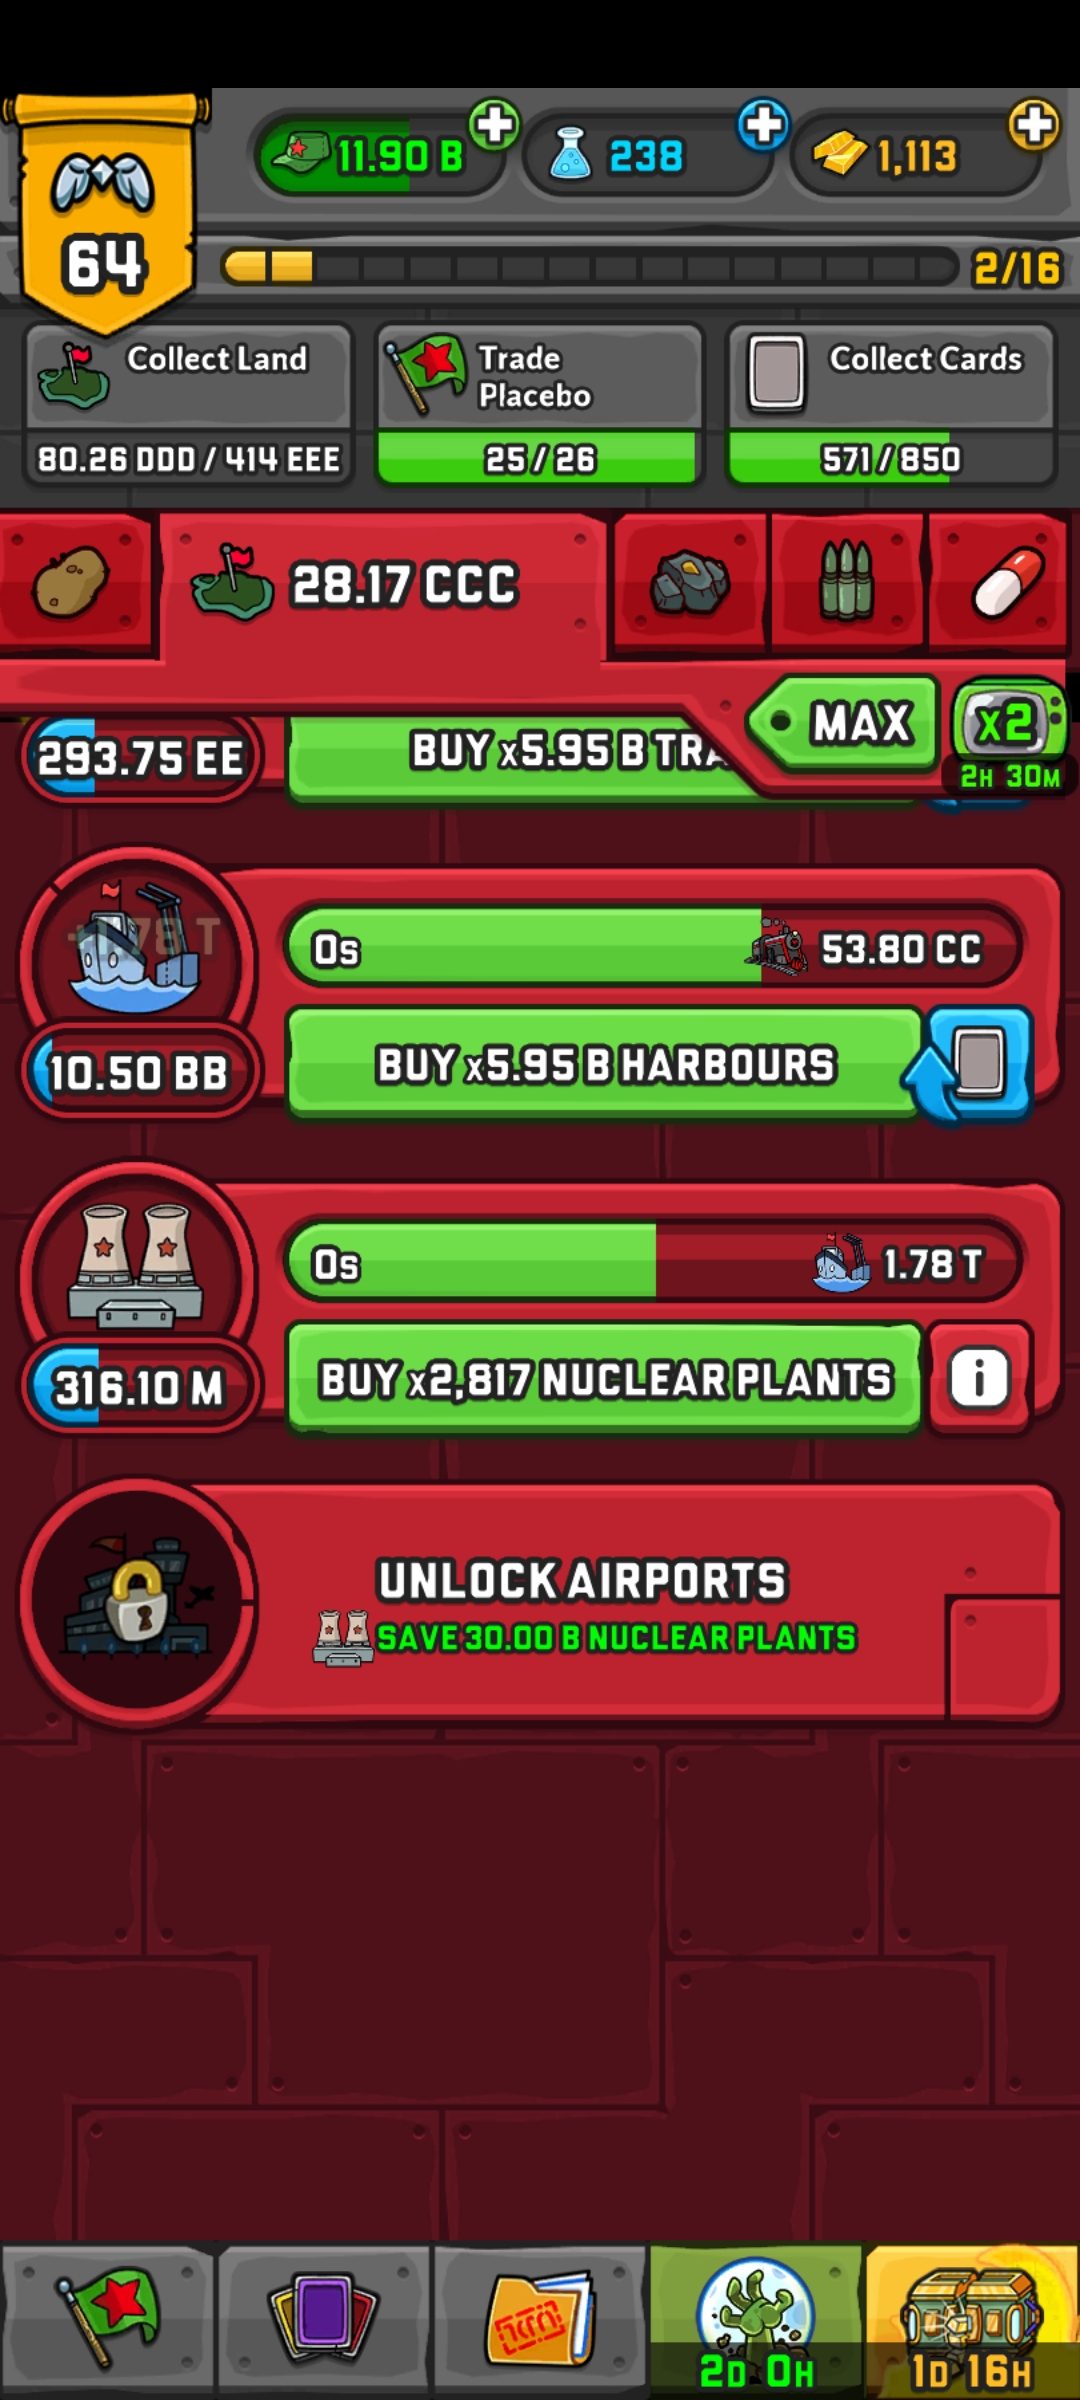 64
11.90 B
238
1,113
2/16
Collect Land
80.26 DDD / 414 EEE
Trade
Placebo
25 / 26
Collect Cards
571 / 850
28.17 CCC
MAX
x2
2H 30M
293.75 EE
BUY x5.95 B TRA
+1.78 T
0s
53.80 CC
10.50 BB
BUY x5.95 B HARBOURS
0s
1.78 T
316.10 M
BUY x2,817 NUCLEAR PLANTS
i
UNLOCK AIRPORTS
SAVE 30.00 B NUCLEAR PLANTS
2D 0H
1D 16H